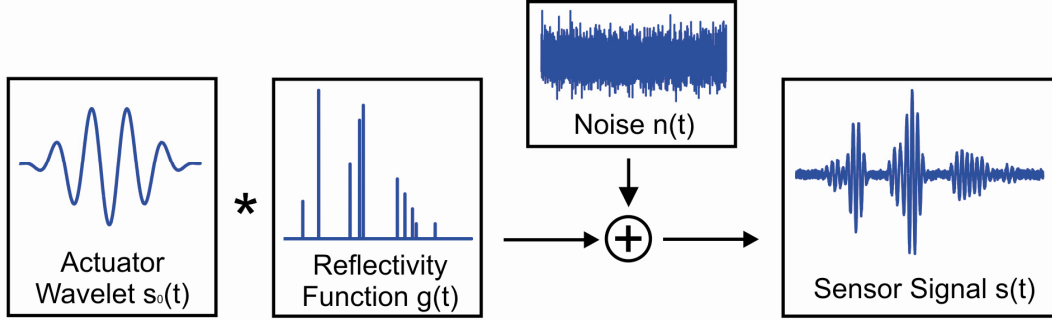 Actuator
Wavelet s₀(t)
*
Reflectivity
Function g(t)
Noise n(t)
+
Sensor Signal s(t)